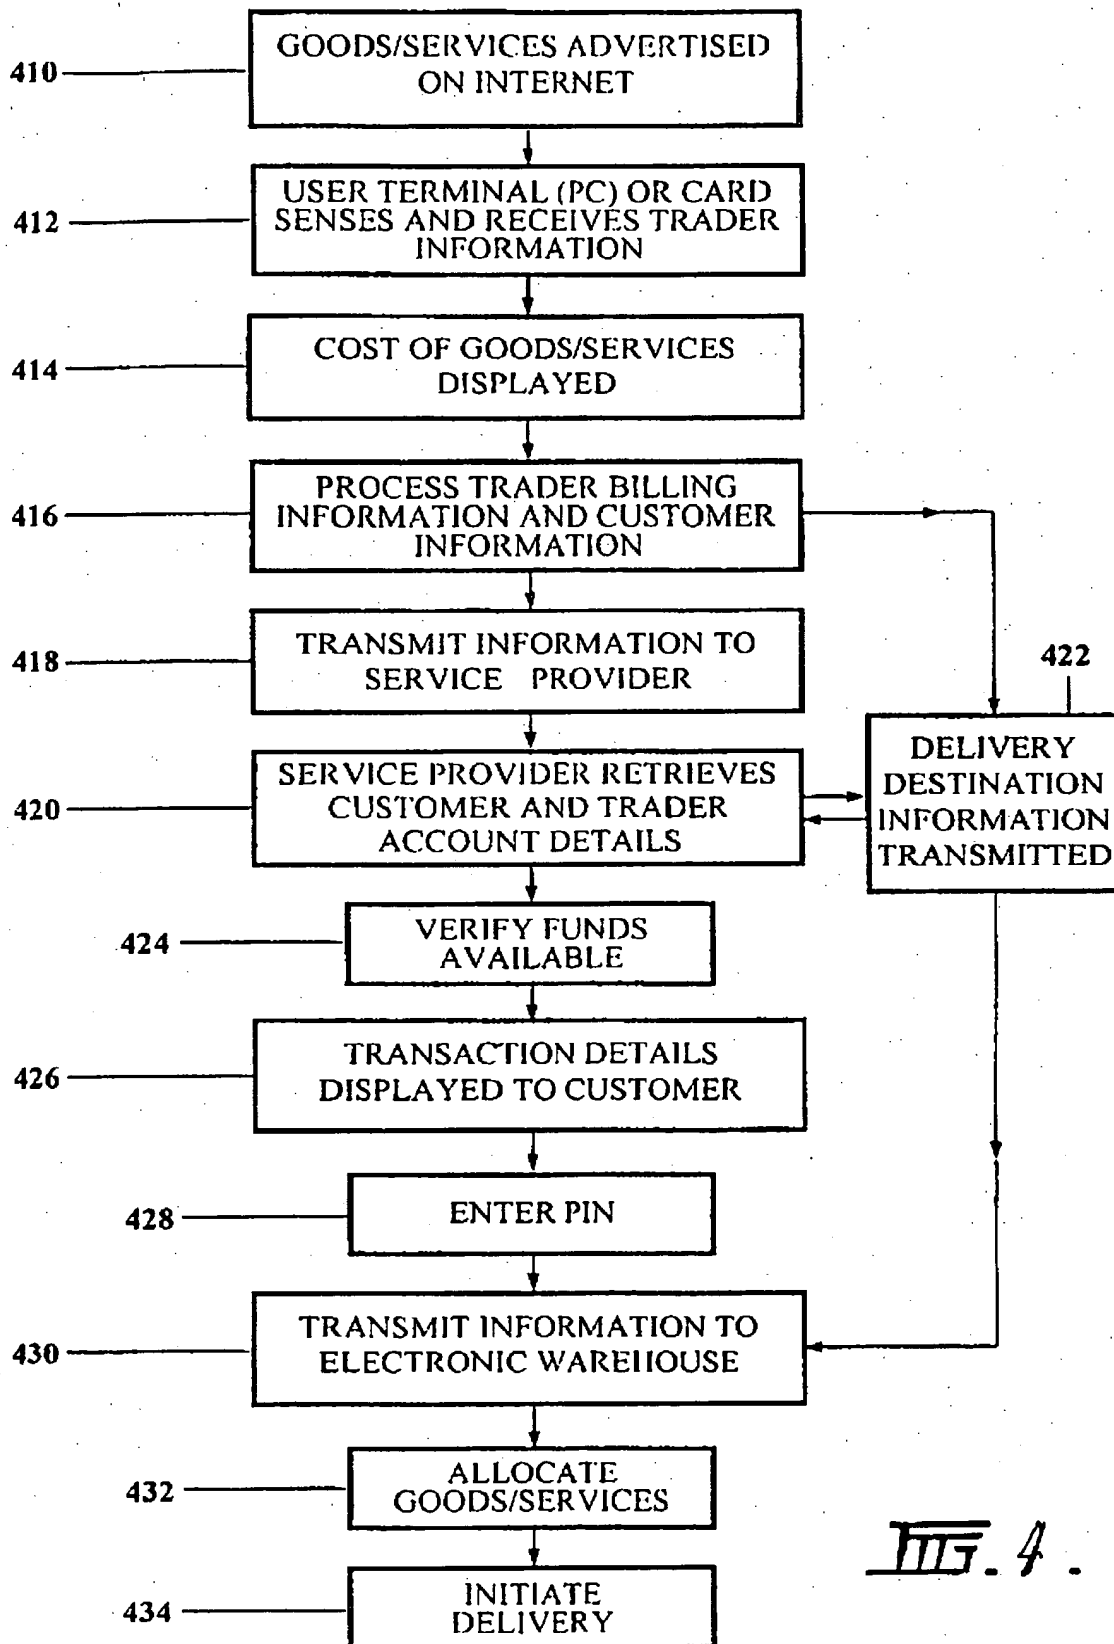 410
GOODS/SERVICES ADVERTISED
ON INTERNET
412
USER TERMINAL (PC) OR CARD
SENSES AND RECEIVES TRADER
INFORMATION
414
COST OF GOODS/SERVICES
DISPLAYED
416
PROCESS TRADER BILLING
INFORMATION AND CUSTOMER
INFORMATION
418
TRANSMIT INFORMATION TO
SERVICE PROVIDER
422
DELIVERY
DESTINATION
INFORMATION
TRANSMITTED
420
SERVICE PROVIDER RETRIEVES
CUSTOMER AND TRADER
ACCOUNT DETAILS
424
VERIFY FUNDS
AVAILABLE
426
TRANSACTION DETAILS
DISPLAYED TO CUSTOMER
428
ENTER PIN
430
TRANSMIT INFORMATION TO
ELECTRONIC WAREHOUSE
432
ALLOCATE
GOODS/SERVICES
434
INITIATE
DELIVERY
FIG. 4.